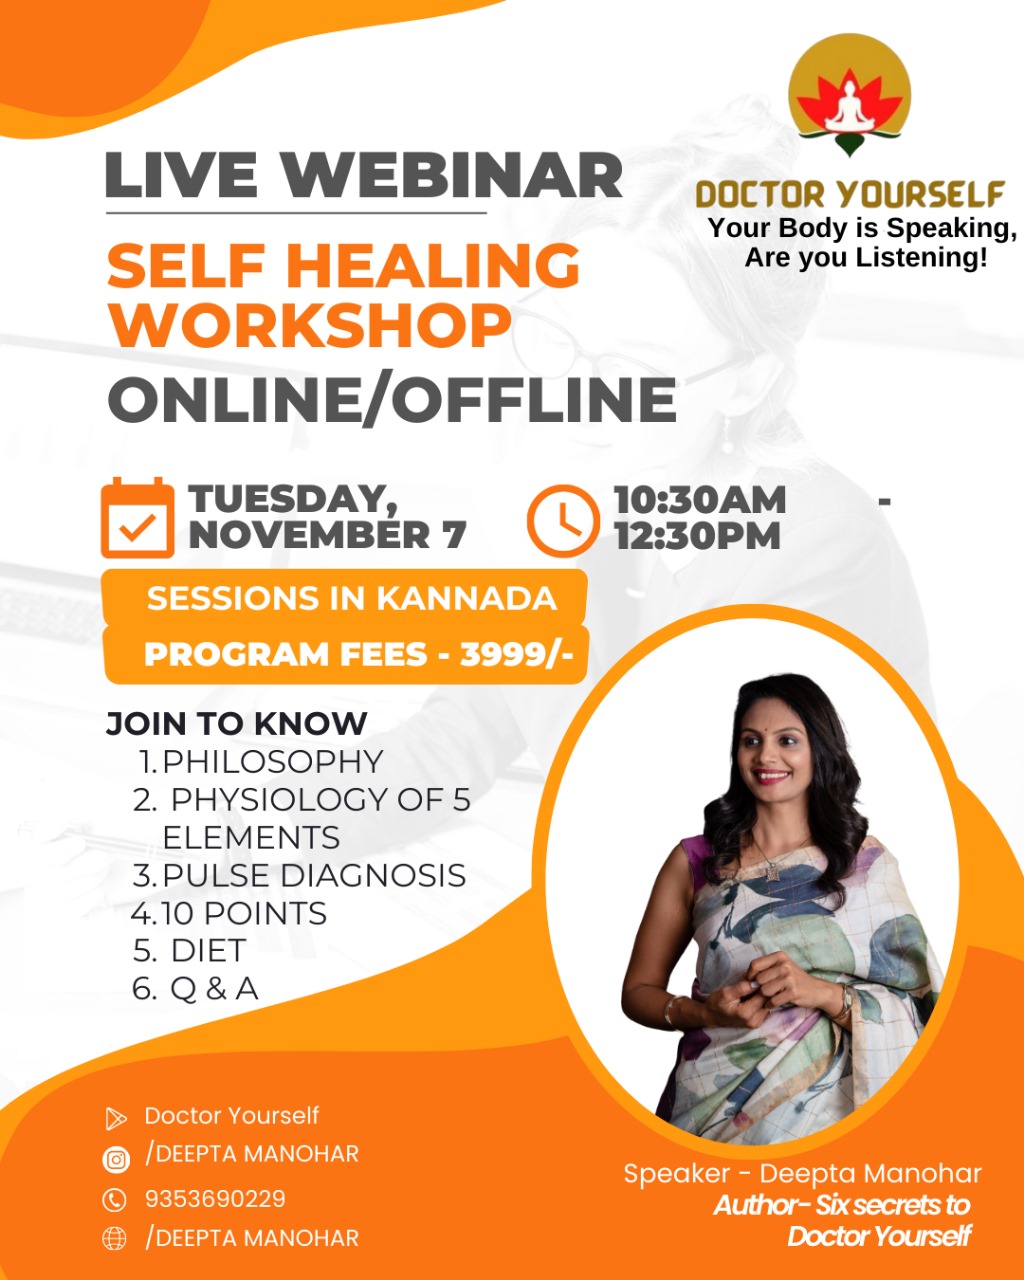 DOCTOR YOURSELF
Your Body is Speaking,
Are you Listening!
LIVE WEBINAR
SELF HEALING
WORKSHOP
ONLINE/OFFLINE
TUESDAY,
NOVEMBER 7
10:30AM -
12:30PM
SESSIONS IN KANNADA
PROGRAM FEES - 3999/-
JOIN TO KNOW
1. PHILOSOPHY
2. PHYSIOLOGY OF 5
ELEMENTS
3. PULSE DIAGNOSIS
4. 10 POINTS
5. DIET
6. Q & A
Doctor Yourself
/DEEPTA MANOHAR
9353690229
/DEEPTA MANOHAR
Speaker - Deepta Manohar
Author- Six secrets to
Doctor Yourself